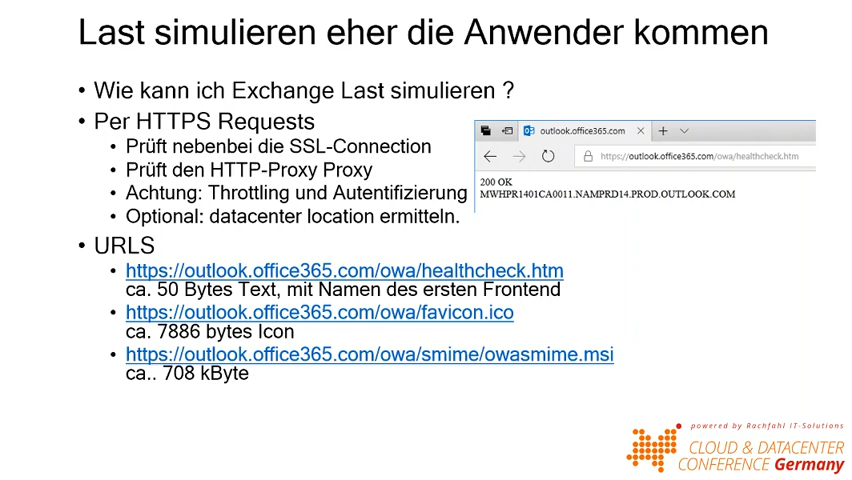 Last simulieren eher die Anwender kommen
• Wie kann ich Exchange Last simulieren ?
• Per HTTPS Requests
• Prüft nebenbei die SSL-Connection
• Prüft den HTTP-Proxy Proxy
• Achtung: Throttling und Autentifizierung
• Optional: datacenter location ermitteln.
outlook.office365.com
https://outlook.office365.com/owa/healthcheck.htm
200 OK
MWHPR1401CA0011.NAMPRD14.PROD.OUTLOOK.COM
• URLS
• https://outlook.office365.com/owa/healthcheck.htm
ca. 50 Bytes Text, mit Namen des ersten Frontend
• https://outlook.office365.com/owa/favicon.ico
ca. 7886 bytes Icon
• https://outlook.office365.com/owa/smime/owasmime.msi
ca.. 708 kByte
powered by Rachfahl IT-Solutions
CLOUD & DATACENTER
CONFERENCE Germany